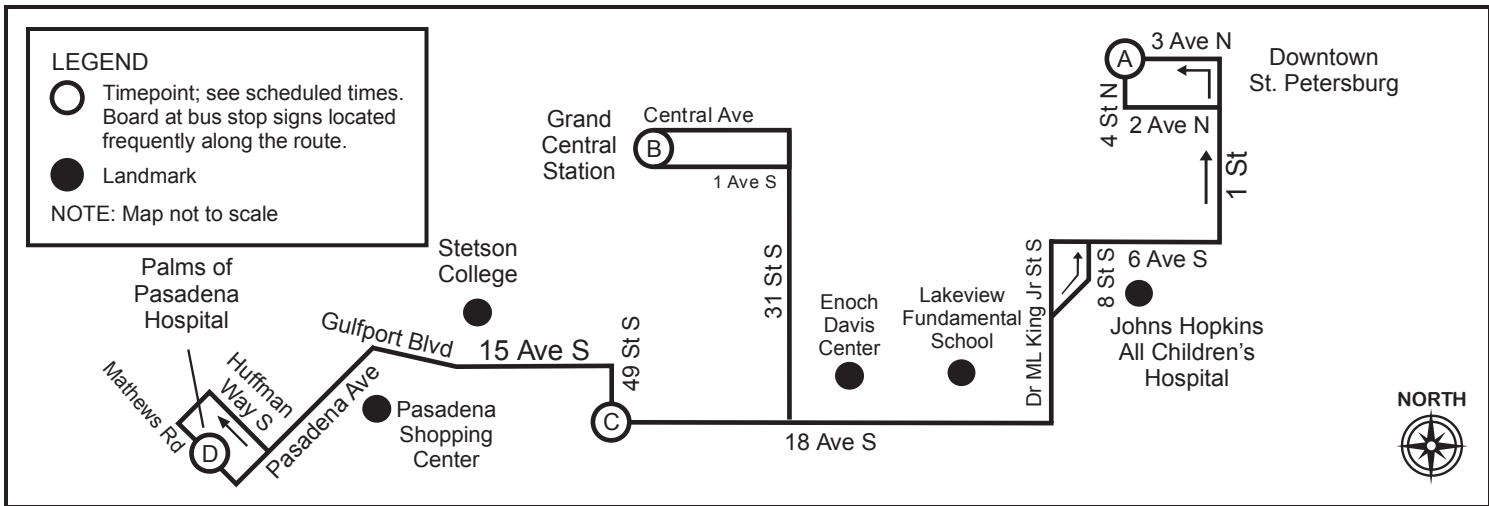 LEGEND
Timepoint; see scheduled times.
Board at bus stop signs located
frequently along the route.
Landmark
NOTE: Map not to scale
Palms of
Pasadena
Hospital
Mathews Rd
D
Huffman
Way S
Pasadena Ave
Gulfport Blvd
Stetson
College
15 Ave S
Pasadena
Shopping
Center
49 St S
C
Grand
Central
Station
Central Ave
B
1 Ave S
31 St S
18 Ave S
Enoch
Davis
Center
Lakeview
Fundamental
School
Dr ML King Jr St S
8 St S
6 Ave S
Johns Hopkins
All Children’s
Hospital
1 St
A
3 Ave N
4 St N
2 Ave N
Downtown
St. Petersburg
NORTH